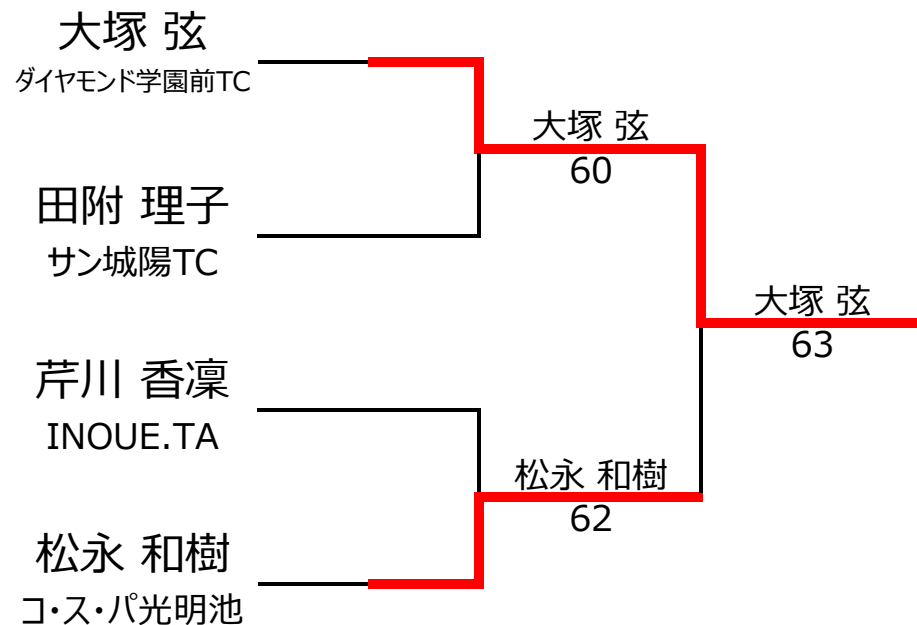 大塚 弦
ダイヤモンド学園前TC
田附 理子
サン城陽TC
芹川 香凜
INOUE.TA
松永 和樹
コ・ス・パ光明池
大塚 弦
60
松永 和樹
62
大塚 弦
63